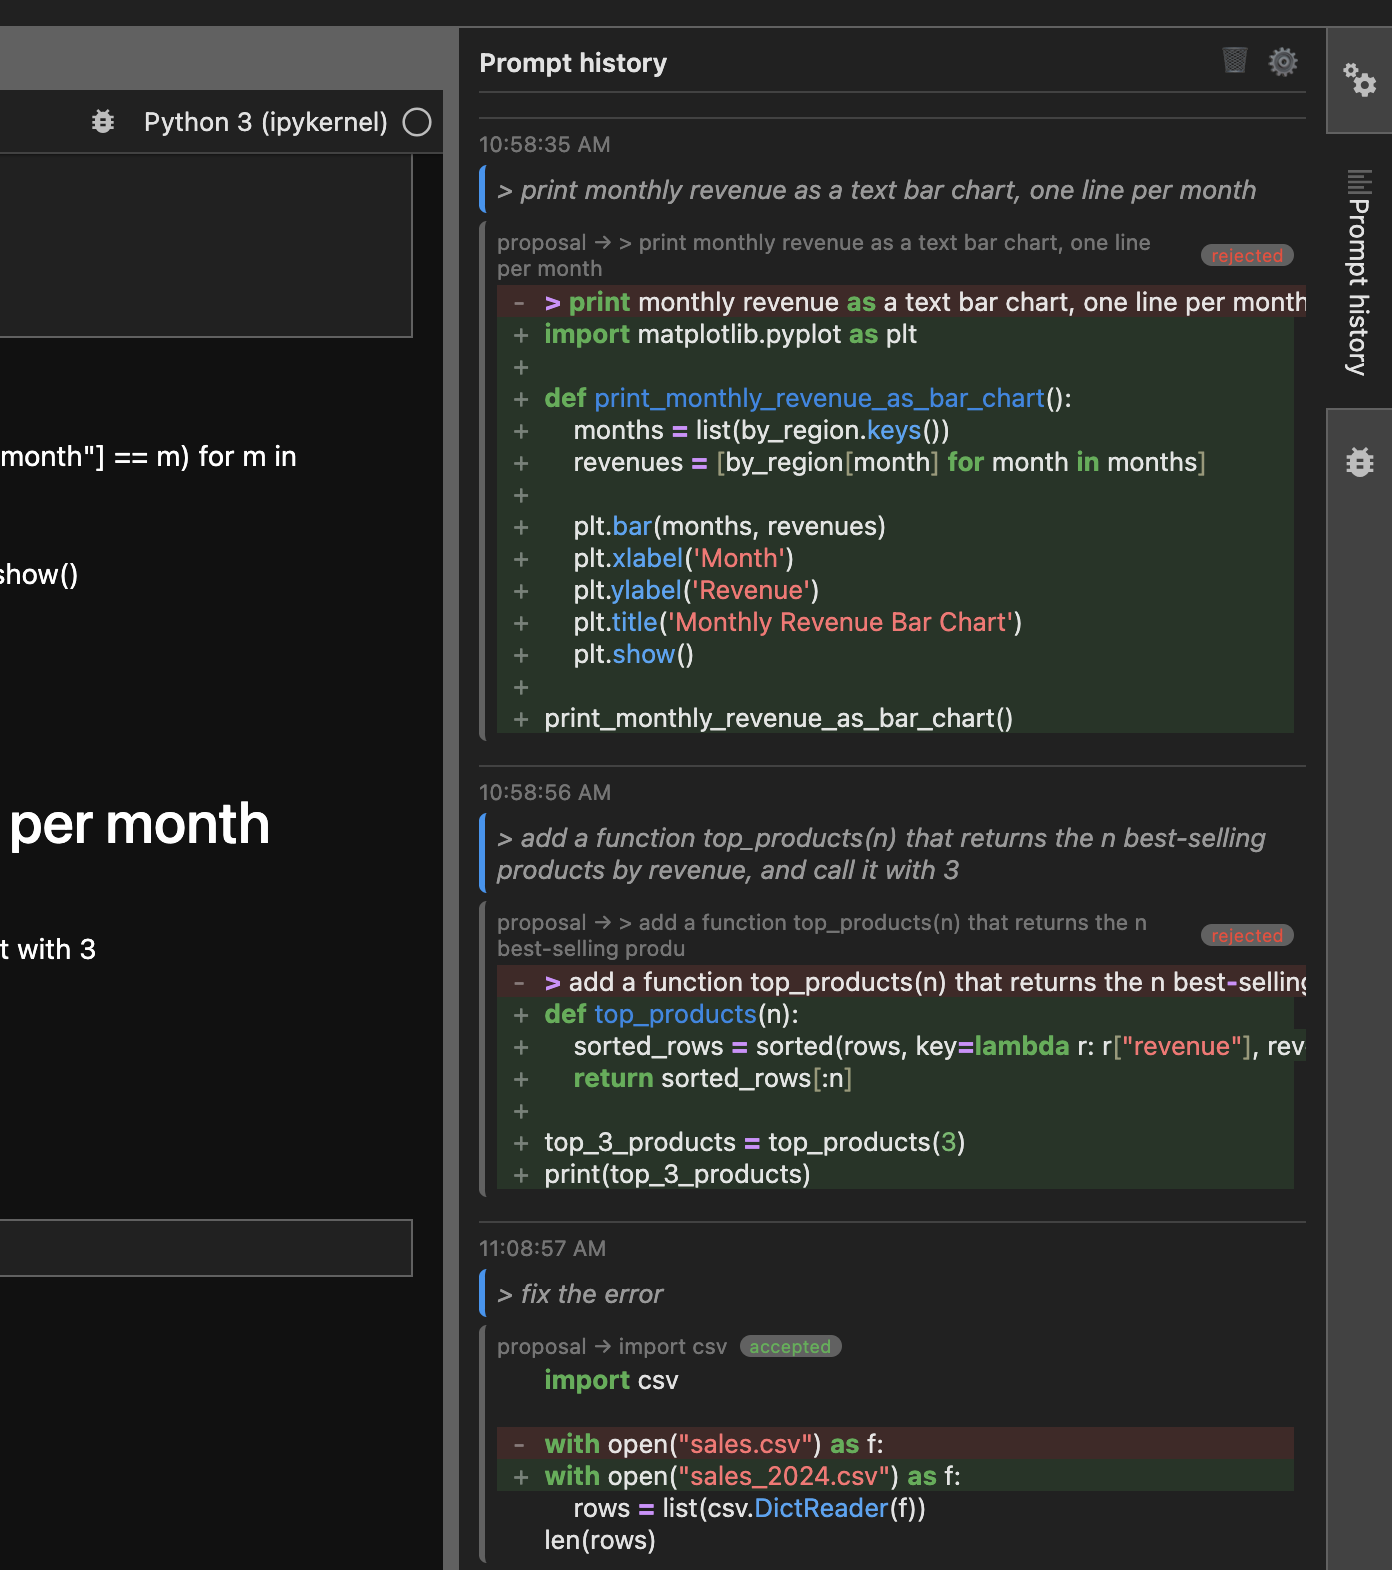 Python 3 (ipykernel)
month"] == m) for m in
show()
per month
t with 3
Prompt history
10:58:35 AM
> print monthly revenue as a text bar chart, one line per month
proposal → > print monthly revenue as a text bar chart, one line
per month
rejected
- > print monthly revenue as a text bar chart, one line per month
+ import matplotlib.pyplot as plt
+
+ def print_monthly_revenue_as_bar_chart():
+     months = list(by_region.keys())
+     revenues = [by_region[month] for month in months]
+
+     plt.bar(months, revenues)
+     plt.xlabel('Month')
+     plt.ylabel('Revenue')
+     plt.title('Monthly Revenue Bar Chart')
+     plt.show()
+
+ print_monthly_revenue_as_bar_chart()
10:58:56 AM
> add a function top_products(n) that returns the n best-selling
products by revenue, and call it with 3
proposal → > add a function top_products(n) that returns the n
best-selling produ
rejected
- > add a function top_products(n) that returns the n best-selling
+ def top_products(n):
+     sorted_rows = sorted(rows, key=lambda r: r["revenue"], rev
+     return sorted_rows[:n]
+
+ top_3_products = top_products(3)
+ print(top_3_products)
11:08:57 AM
> fix the error
proposal → import csv accepted
import csv
- with open("sales.csv") as f:
+ with open("sales_2024.csv") as f:
    rows = list(csv.DictReader(f))
len(rows)
Prompt history